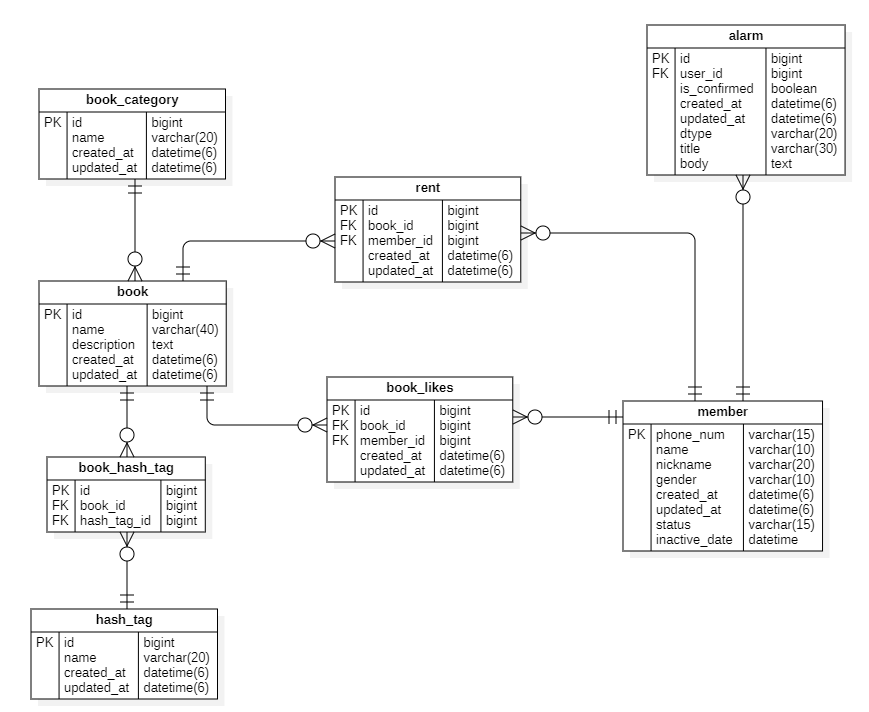 alarm
PK id bigint
FK user_id bigint
is_confirmed boolean
created_at datetime(6)
updated_at datetime(6)
dtype varchar(20)
title varchar(30)
body text
book_category
PK id bigint
name varchar(20)
created_at datetime(6)
updated_at datetime(6)
rent
PK id bigint
FK book_id bigint
FK member_id bigint
created_at datetime(6)
updated_at datetime(6)
book
PK id bigint
name varchar(40)
description text
created_at datetime(6)
updated_at datetime(6)
book_likes
PK id bigint
FK book_id bigint
FK member_id bigint
created_at datetime(6)
updated_at datetime(6)
member
PK phone_num varchar(15)
name varchar(10)
nickname varchar(20)
gender varchar(10)
created_at datetime(6)
updated_at datetime(6)
status varchar(15)
inactive_date datetime
book_hash_tag
PK id bigint
FK book_id bigint
FK hash_tag_id bigint
hash_tag
PK id bigint
name varchar(20)
created_at datetime(6)
updated_at datetime(6)